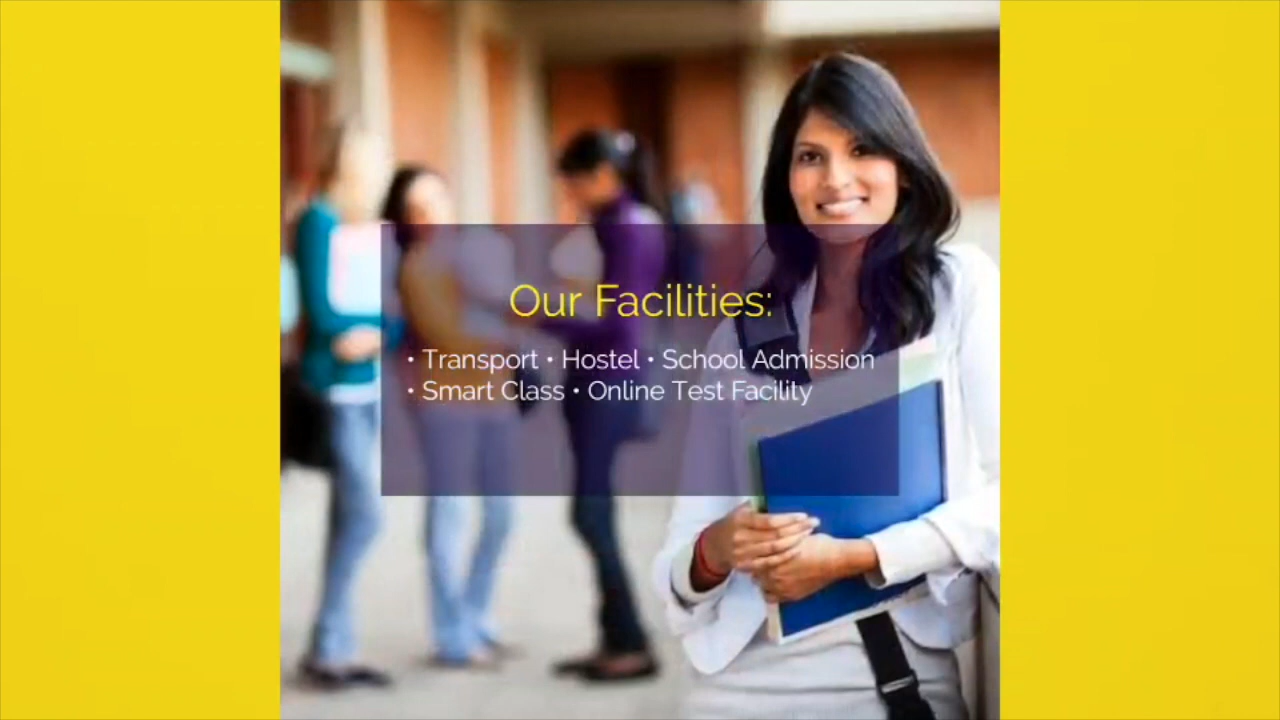 Our Facilities:
• Transport • Hostel • School Admission
• Smart Class • Online Test Facility